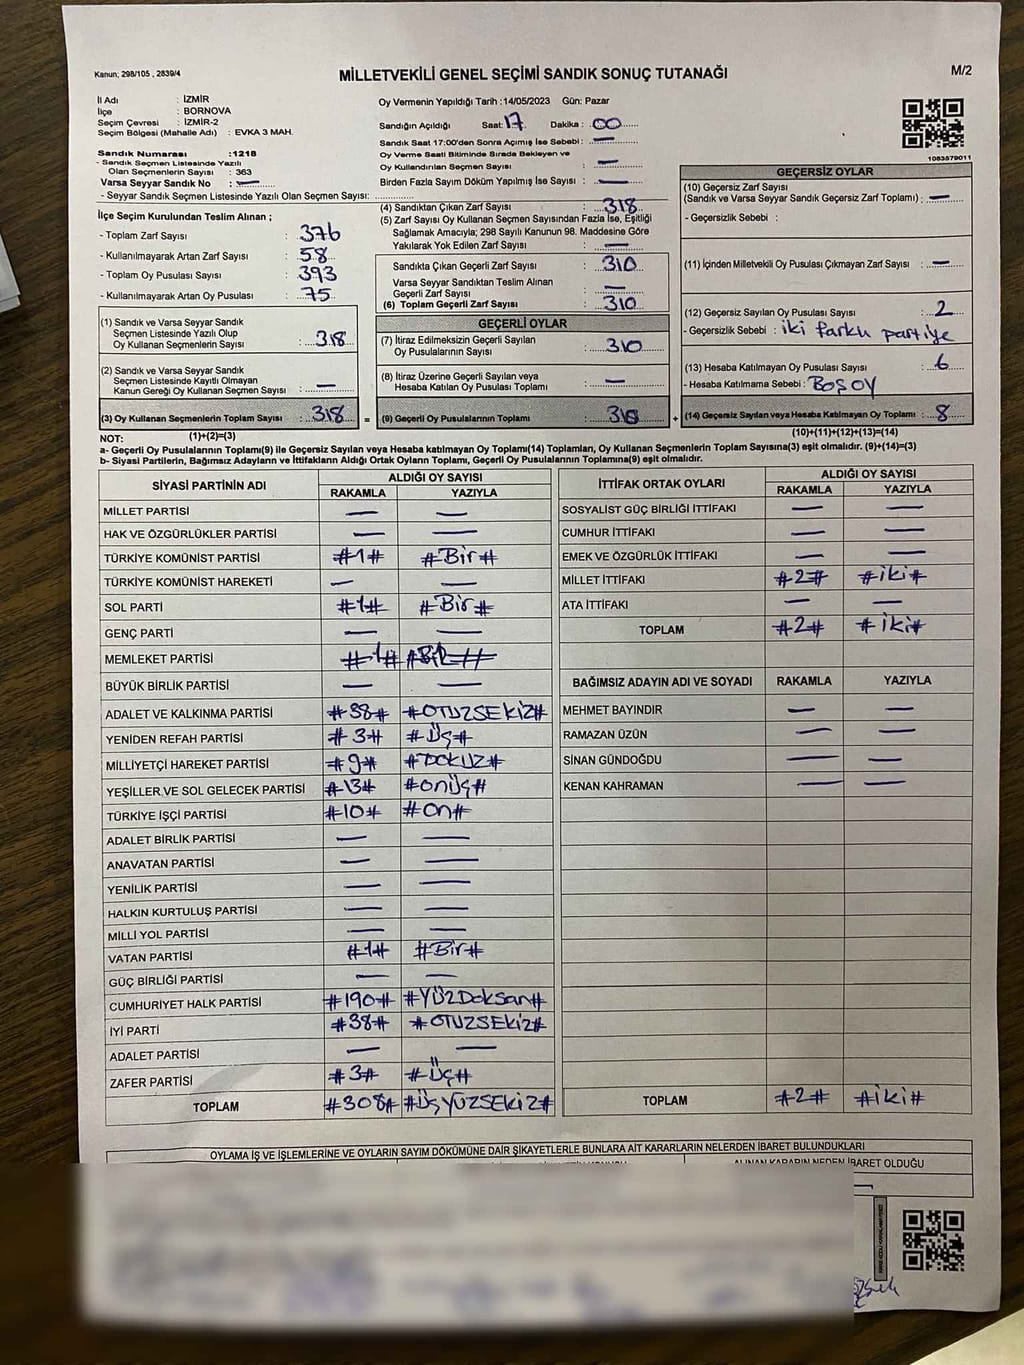 Kanun; 298/105 , 2839/4
MİLLETVEKİLİ GENEL SEÇİMİ SANDIK SONUÇ TUTANAĞI
M/2
İl Adı : İZMİR
İlçe : BORNOVA
Seçim Çevresi : İZMİR-2
Seçim Bölgesi (Mahalle Adı) : EVKA 3 MAH.
Sandık Numarası :1218
- Sandık Seçmen Listesinde Yazılı
Olan Seçmenlerin Sayısı : 363
Varsa Seyyar Sandık No : —
- Seyyar Sandık Seçmen Listesinde Yazılı Olan Seçmen Sayısı:
Oy Vermenin Yapıldığı Tarih :14/05/2023 Gün: Pazar
Sandığın Açıldığı Saat: 17 Dakika : 00
Sandık Saat 17:00'den Sonra Açılmış İse Sebebi : —
Oy Verme Saati Bitiminde Sırada Bekleyen ve
Oy Kullandırılan Seçmen Sayısı : —
Birden Fazla Sayım Döküm Yapılmış İse Sayısı : —
1083579011
İlçe Seçim Kurulundan Teslim Alınan ;
- Toplam Zarf Sayısı : 376
- Kullanılmayarak Artan Zarf Sayısı : 58
- Toplam Oy Pusulası Sayısı : 393
- Kullanılmayarak Artan Oy Pusulası : 75
(1) Sandık ve Varsa Seyyar Sandık
Seçmen Listesinde Yazılı Olup
Oy Kullanan Seçmenlerin Sayısı : 318
(2) Sandık ve Varsa Seyyar Sandık
Seçmen Listesinde Kayıtlı Olmayan
Kanun Gereği Oy Kullanan Seçmen Sayısı : —
(3) Oy Kullanan Seçmenlerin Toplam Sayısı : 318 =
(1)+(2)=(3)
(4) Sandıktan Çıkan Zarf Sayısı : 318
(5) Zarf Sayısı Oy Kullanan Seçmen Sayısından Fazla İse, Eşitliği
Sağlamak Amacıyla; 298 Sayılı Kanunun 98. Maddesine Göre
Yakılarak Yok Edilen Zarf Sayısı : —
Sandıkta Çıkan Geçerli Zarf Sayısı : 310
Varsa Seyyar Sandıktan Teslim Alınan
Geçerli Zarf Sayısı : —
(6) Toplam Geçerli Zarf Sayısı : 310
GEÇERLİ OYLAR
(7) İtiraz Edilmeksizin Geçerli Sayılan
Oy Pusulalarının Sayısı : 310
(8) İtiraz Üzerine Geçerli Sayılan veya
Hesaba Katılan Oy Pusulası Toplamı : —
(9) Geçerli Oy Pusulalarının Toplamı : 310 +
GEÇERSİZ OYLAR
(10) Geçersiz Zarf Sayısı
(Sandık ve Varsa Seyyar Sandık Geçersiz Zarf Toplamı) : —
- Geçersizlik Sebebi :
(11) İçinden Milletvekili Oy Pusulası Çıkmayan Zarf Sayısı : —
(12) Geçersiz Sayılan Oy Pusulası Sayısı : 2
- Geçersizlik Sebebi : iki farklı partiye
(13) Hesaba Katılmayan Oy Pusulası Sayısı : 6
- Hesaba Katılmama Sebebi : BOŞ OY
(14) Geçersiz Sayılan veya Hesaba Katılmayan Oy Toplamı : 8
(10)+(11)+(12)+(13)=(14)
NOT:
a- Geçerli Oy Pusulalarının Toplamı(9) ile Geçersiz Sayılan veya Hesaba katılmayan Oy Toplamı(14) Toplamları, Oy Kullanan Seçmenlerin Toplam Sayısına(3) eşit olmalıdır. (9)+(14)=(3)
b- Siyasi Partilerin, Bağımsız Adayların ve İttifakların Aldığı Ortak Oyların Toplamı, Geçerli Oy Pusulalarının Toplamına(9) eşit olmalıdır.
SİYASİ PARTİNİN ADI ALDIĞI OY SAYISI
RAKAMLA YAZIYLA
MİLLET PARTİSİ — —
HAK VE ÖZGÜRLÜKLER PARTİSİ — —
TÜRKİYE KOMÜNİST PARTİSİ #1# #Bir#
TÜRKİYE KOMÜNİST HAREKETİ — —
SOL PARTİ #1# #Bir#
GENÇ PARTİ — —
MEMLEKET PARTİSİ #1# #BİR#
BÜYÜK BİRLİK PARTİSİ — —
ADALET VE KALKINMA PARTİSİ #38# #OTUZSEKİZ#
YENİDEN REFAH PARTİSİ #3# #Üç#
MİLLİYETÇİ HAREKET PARTİSİ #9# #DOKUZ#
YEŞİLLER VE SOL GELECEK PARTİSİ #13# #onüç#
TÜRKİYE İŞÇİ PARTİSİ #10# #on#
ADALET BİRLİK PARTİSİ — —
ANAVATAN PARTİSİ — —
YENİLİK PARTİSİ — —
HALKIN KURTULUŞ PARTİSİ — —
MİLLİ YOL PARTİSİ — —
VATAN PARTİSİ #1# #Bir#
GÜÇ BİRLİĞİ PARTİSİ — —
CUMHURİYET HALK PARTİSİ #190# #YÜZDoksan#
İYİ PARTİ #38# #OTUZSEKİZ#
ADALET PARTİSİ — —
ZAFER PARTİSİ #3# #Üç#
TOPLAM #308# #ÜçYÜZSEKİZ#
İTTİFAK ORTAK OYLARI ALDIĞI OY SAYISI
RAKAMLA YAZIYLA
SOSYALİST GÜÇ BİRLİĞİ İTTİFAKI — —
CUMHUR İTTİFAKI — —
EMEK VE ÖZGÜRLÜK İTTİFAKI — —
MİLLET İTTİFAKI #2# #iki#
ATA İTTİFAKI — —
TOPLAM #2# #iki#
BAĞIMSIZ ADAYIN ADI VE SOYADI RAKAMLA YAZIYLA
MEHMET BAYINDIR — —
RAMAZAN ÜZÜN — —
SİNAN GÜNDOĞDU — —
KENAN KAHRAMAN — —
TOPLAM #2# #iki#
OYLAMA İŞ VE İŞLEMLERİNE VE OYLARIN SAYIM DÖKÜMÜNE DAİR ŞİKAYETLERLE BUNLARA AİT KARARLARIN NELERDEN İBARET BULUNDUKLARI
ALINAN KARARIN NEDEN İBARET OLDUĞU